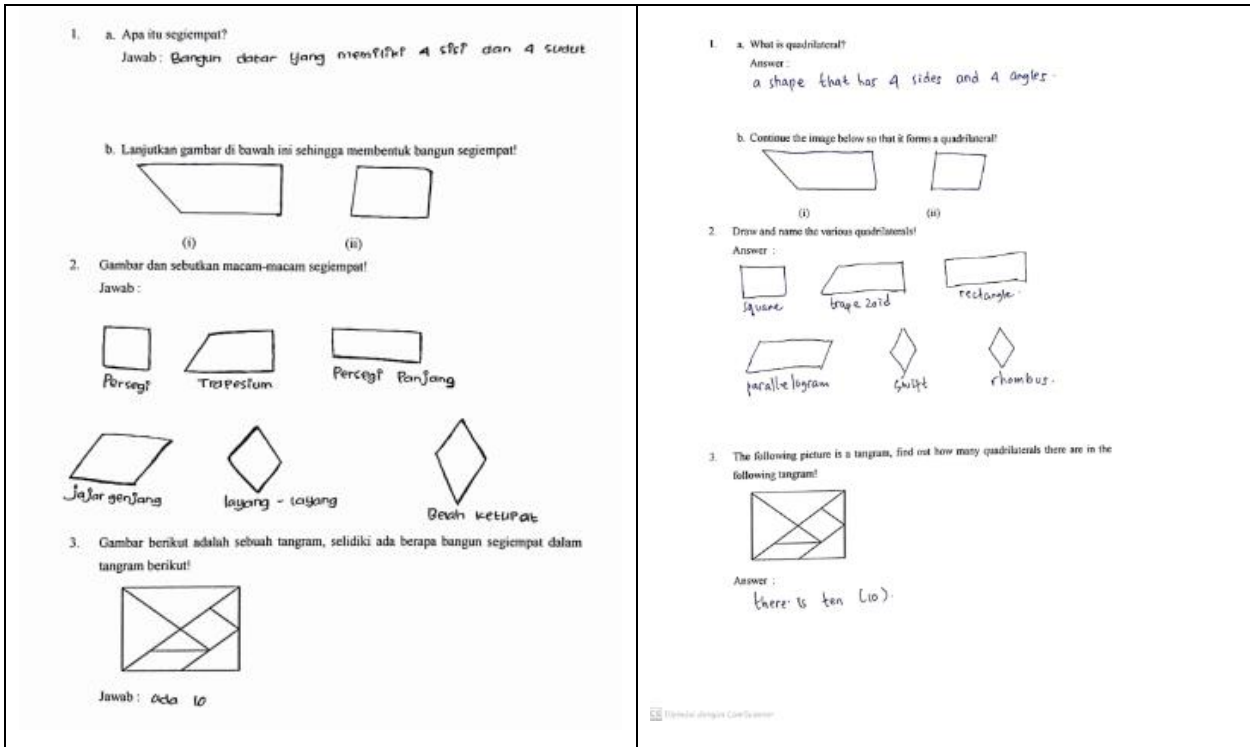 1. a. Apa itu segiempat?
Jawab : Bangun datar yang memiliki 4 sisi dan 4 sudut
b. Lanjutkan gambar di bawah ini sehingga membentuk bangun segiempat!
(i) (ii)
2. Gambar dan sebutkan macam-macam segiempat!
Jawab :
Persegi Trapesium Persegi Panjang
Jajar genjang layang - layang Belah ketupat
3. Gambar berikut adalah sebuah tangram, selidiki ada berapa bangun segiempat dalam
tangram berikut!
Jawab : Ada 10
1. a. What is quadrilateral?
Answer :
a shape that has 4 sides and 4 angles.
b. Continue the image below so that it forms a quadrilateral!
(i) (ii)
2. Draw and name the various quadrilaterals!
Answer :
square trapezoid rectangle.
parallelogram rhombus.
3. The following picture is a tangram, find out how many quadrilaterals there are in the
following tangram!
Answer :
there is ten (10).
CS Dipindai dengan CamScanner